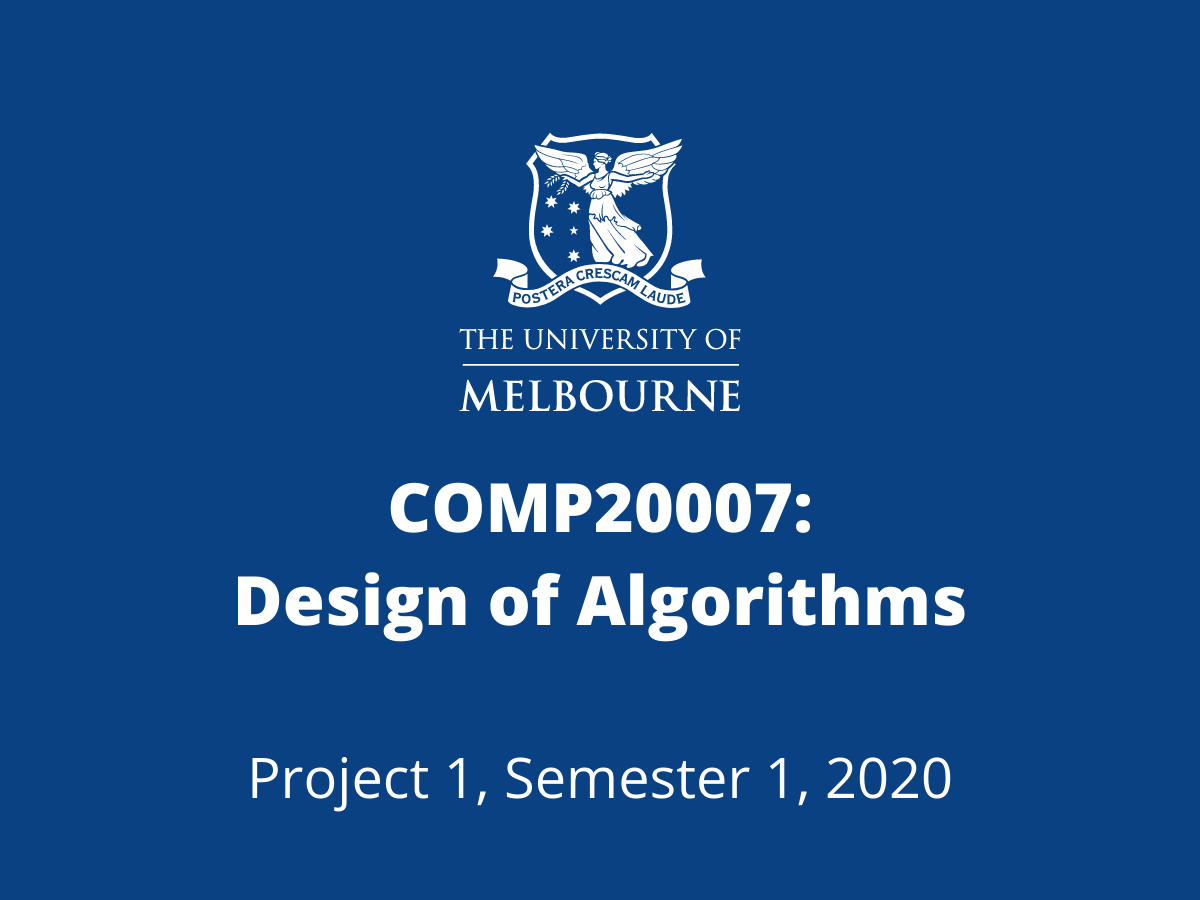 POSTERA CRESCAM LAUDE
THE UNIVERSITY OF
MELBOURNE
COMP20007:
Design of Algorithms
Project 1, Semester 1, 2020